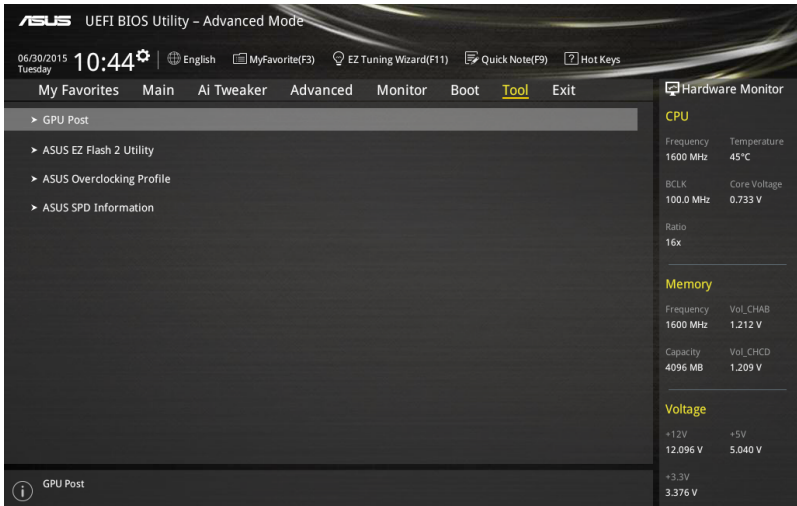 ASUS UEFI BIOS Utility – Advanced Mode
06/30/2015
Tuesday
10:44
English
MyFavorite(F3)
EZ Tuning Wizard(F11)
Quick Note(F9)
? Hot Keys
My Favorites Main Ai Tweaker Advanced Monitor Boot Tool Exit
> GPU Post
> ASUS EZ Flash 2 Utility
> ASUS Overclocking Profile
> ASUS SPD Information
i GPU Post
Hardware Monitor
CPU
Frequency Temperature
1600 MHz 45°C
BCLK Core Voltage
100.0 MHz 0.733 V
Ratio
16x
Memory
Frequency Vol_CHAB
1600 MHz 1.212 V
Capacity Vol_CHCD
4096 MB 1.209 V
Voltage
+12V +5V
12.096 V 5.040 V
+3.3V
3.376 V